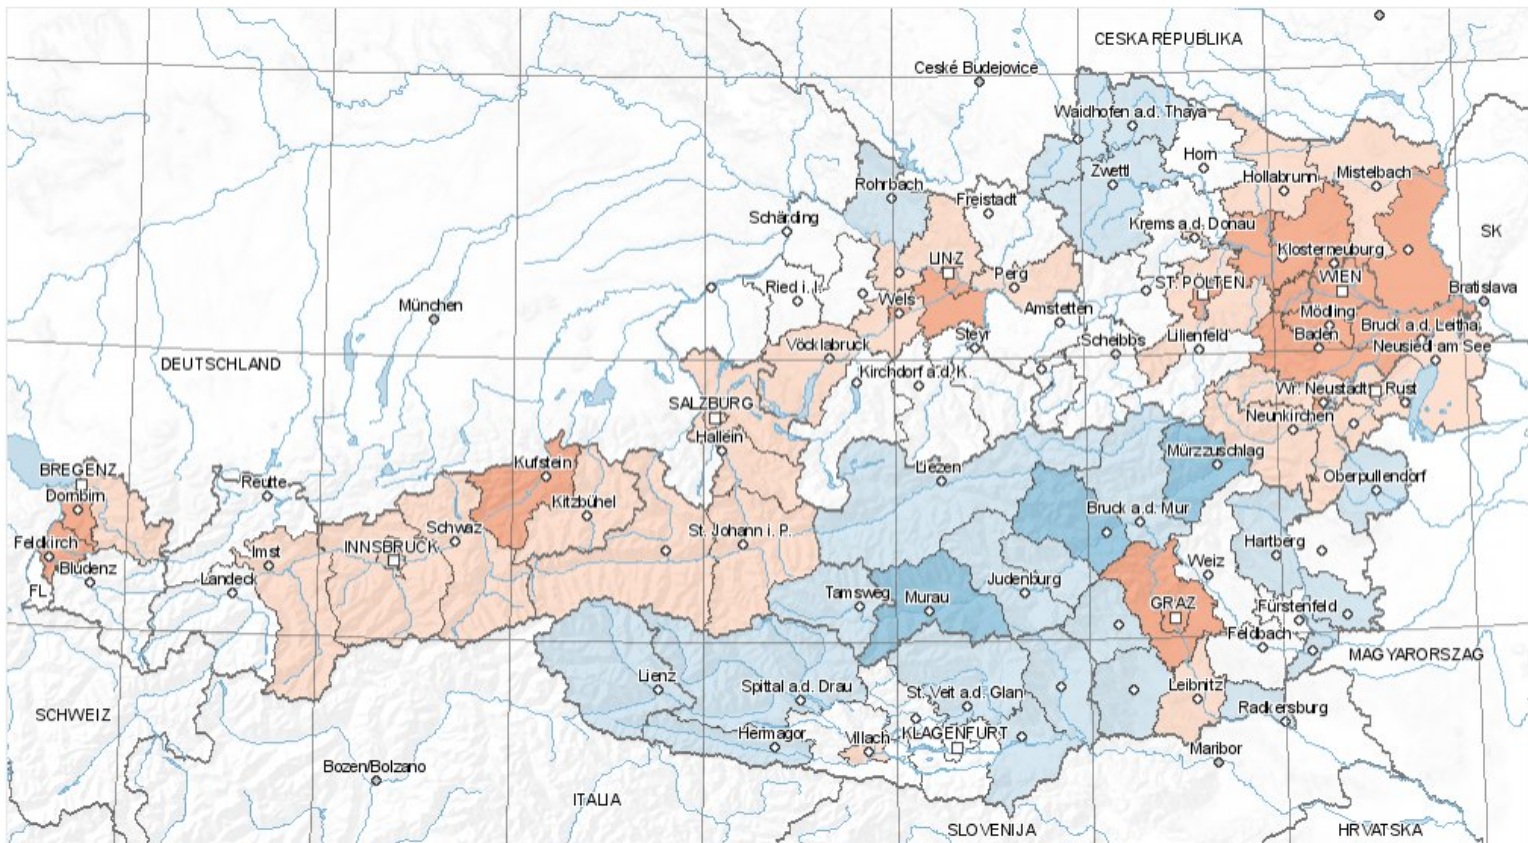 CESKA REPUBLIKA
Ceské Budejovice
Waidhofen a.d. Thaya
Horn
Zwettl
Hollabrunn
Mistelbach
Rohrbach
Freistadt
Schärding
Krems a.d. Donau
SK
Klosterneuburg
LINZ
Perg
ST. PÖLTEN
WIEN
Ried i. I.
Bratislava
München
Wels
Amstetten
Mödling
Bruck a.d. Leitha
Steyr
Scheibbs
Lilienfeld
Baden
Neusiedl am See
Vöcklabruck
DEUTSCHLAND
Kirchdorf a.d. K.
Wr. Neustadt
Rust
SALZBURG
Neunkirchen
Hallein
Mürzzuschlag
Kufstein
Liezen
Oberpullendorf
BREGENZ
Reutte
Dornbirn
Kitzbühel
Bruck a.d. Mur
Schwaz
St. Johann i. P.
Feldkirch
Imst
INNSBRUCK
Hartberg
Weiz
Bludenz
Landeck
Judenburg
FL
Tamsweg
Murau
GRAZ
Fürstenfeld
Feldbach
MAGYARORSZAG
Lienz
Spittal a.d. Drau
St. Veit a.d. Glan
Leibnitz
Radkersburg
SCHWEIZ
Hermagor
Villach
KLAGENFURT
Maribor
Bozen/Bolzano
ITALIA
SLOVENIJA
HRVATSKA